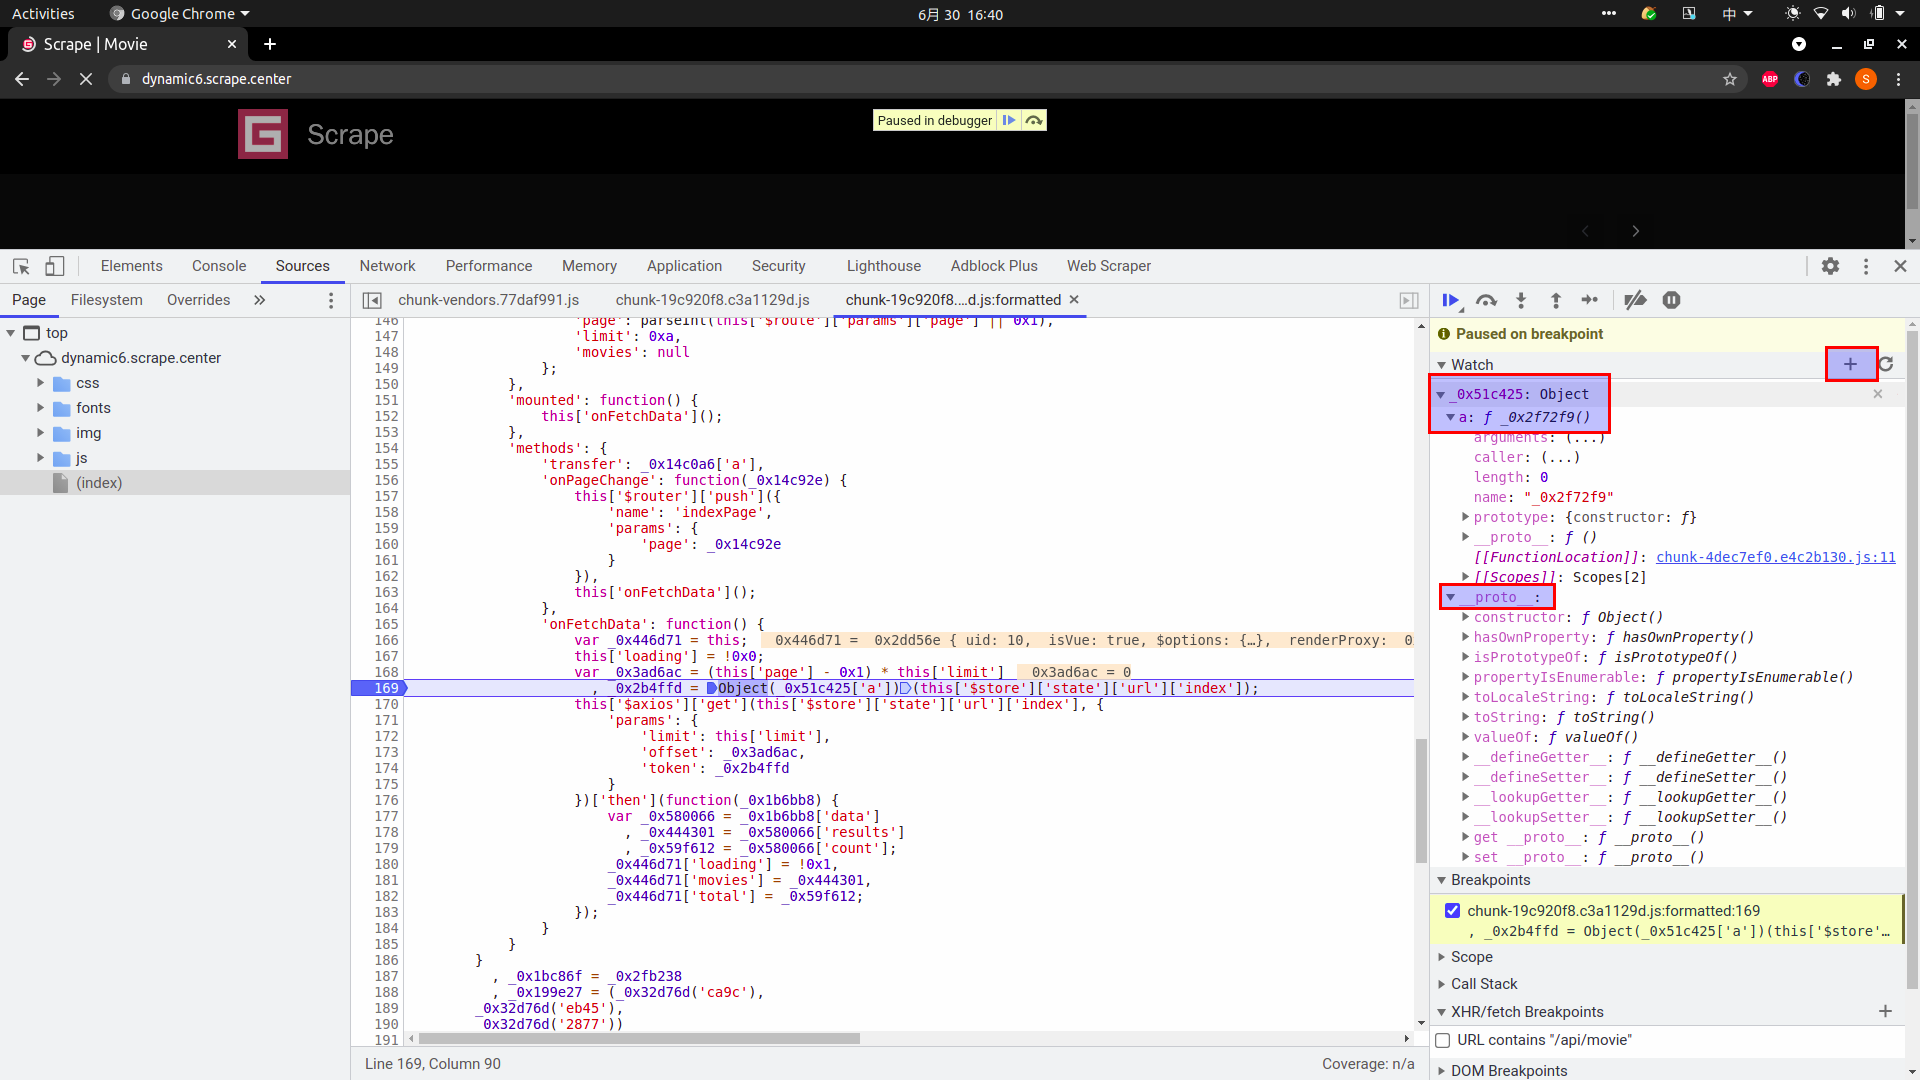 Activities Google Chrome 6月 30 16:40 中
Scrape | Movie
dynamic6.scrape.center ABP S
Scrape
Paused in debugger
Elements Console Sources Network Performance Memory Application Security Lighthouse Adblock Plus Web Scraper
Page Filesystem Overrides
chunk-vendors.77daf991.js chunk-19c920f8.c3a1129d.js chunk-19c920f8.…d.js:formatted
top
dynamic6.scrape.center
css
fonts
img
js
(index)
146 'page': parseInt(this['$route']['params']['page'] || 0x1),
147 'limit': 0xa,
148 'movies': null
149 };
150 },
151 'mounted': function() {
152 this['onFetchData']();
153 },
154 'methods': {
155 'transfer': _0x14c0a6['a'],
156 'onPageChange': function(_0x14c92e) {
157 this['$router']['push']({
158 'name': 'indexPage',
159 'params': {
160 'page': _0x14c92e
161 }
162 }),
163 this['onFetchData']();
164 },
165 'onFetchData': function() {
166 var _0x446d71 = this; _0x446d71 = _0x2dd56e {_uid: 10, _isVue: true, $options: {…}, _renderProxy: _0
167 this['loading'] = !0x0;
168 var _0x3ad6ac = (this['page'] - 0x1) * this['limit'] _0x3ad6ac = 0
169 , _0x2b4ffd = Object(_0x51c425['a'])(this['$store']['state']['url']['index']);
170 this['$axios']['get'](this['$store']['state']['url']['index'], {
171 'params': {
172 'limit': this['limit'],
173 'offset': _0x3ad6ac,
174 'token': _0x2b4ffd
175 }
176 })['then'](function(_0x1b6bb8) {
177 var _0x580066 = _0x1b6bb8['data']
178 , _0x444301 = _0x580066['results']
179 , _0x59f612 = _0x580066['count'];
180 _0x446d71['loading'] = !0x1,
181 _0x446d71['movies'] = _0x444301,
182 _0x446d71['total'] = _0x59f612;
183 });
184 }
185 }
186 }
187 , _0x1bc86f = _0x2fb238
188 , _0x199e27 = (_0x32d76d('ca9c'),
189 _0x32d76d('eb45'),
190 _0x32d76d('2877'))
191
Line 169, Column 90 Coverage: n/a
Paused on breakpoint
Watch
_0x51c425: Object
a: ƒ _0x2f72f9()
arguments: (...)
caller: (...)
length: 0
name: "_0x2f72f9"
prototype: {constructor: ƒ}
__proto__: ƒ ()
[[FunctionLocation]]: chunk-4dec7ef0.e4c2b130.js:11
[[Scopes]]: Scopes[2]
__proto__:
constructor: ƒ Object()
hasOwnProperty: ƒ hasOwnProperty()
isPrototypeOf: ƒ isPrototypeOf()
propertyIsEnumerable: ƒ propertyIsEnumerable()
toLocaleString: ƒ toLocaleString()
toString: ƒ toString()
valueOf: ƒ valueOf()
__defineGetter__: ƒ __defineGetter__()
__defineSetter__: ƒ __defineSetter__()
__lookupGetter__: ƒ __lookupGetter__()
__lookupSetter__: ƒ __lookupSetter__()
get __proto__: ƒ __proto__()
set __proto__: ƒ __proto__()
Breakpoints
chunk-19c920f8.c3a1129d.js:formatted:169
, _0x2b4ffd = Object(_0x51c425['a'])(this['$store'…
Scope
Call Stack
XHR/fetch Breakpoints
URL contains "/api/movie"
DOM Breakpoints